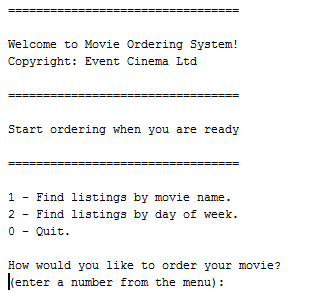 =================================
Welcome to Movie Ordering System!
Copyright: Event Cinema Ltd
=================================
Start ordering when you are ready
=================================
1 - Find listings by movie name.
2 - Find listings by day of week.
0 - Quit.
How would you like to order your movie?
(enter a number from the menu):